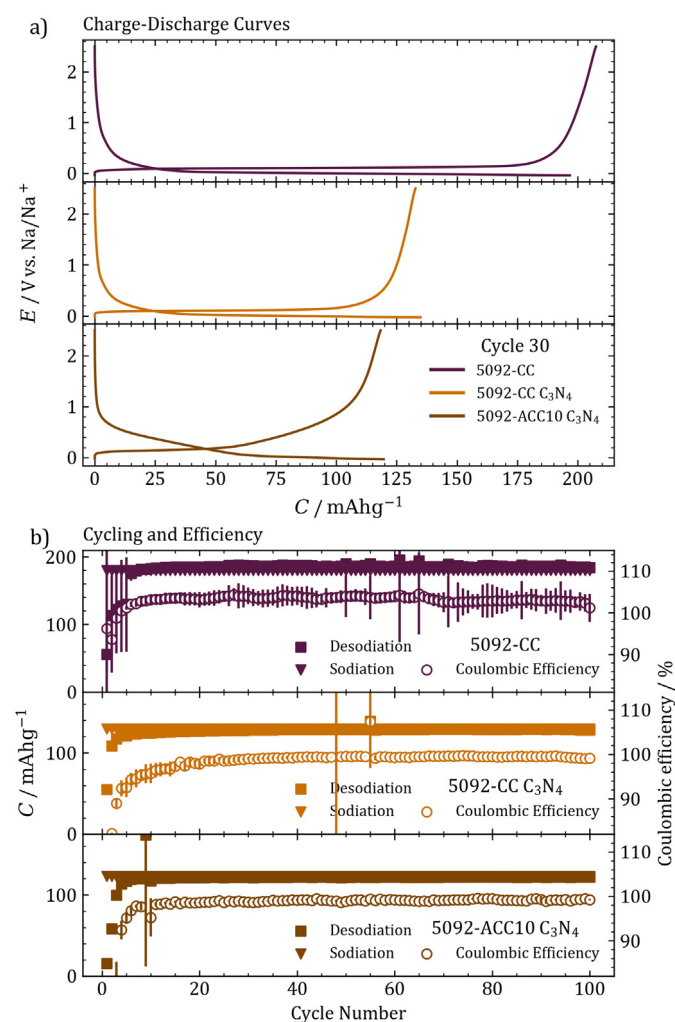 a)
Charge-Discharge Curves
2
1
0
2
1
0
2
1
0
E / V vs. Na/Na⁺
Cycle 30
5092-CC
5092-CC C₃N₄
5092-ACC10 C₃N₄
0 25 50 75 100 125 150 175 200
C / mAhg⁻¹
b)
Cycling and Efficiency
200
100
0
110
100
90
Desodiation 5092-CC
Sodiation Coulombic Efficiency
100
0
110
100
90
Desodiation 5092-CC C₃N₄
Sodiation Coulombic Efficiency
100
0
110
100
90
Desodiation 5092-ACC10 C₃N₄
Sodiation Coulombic Efficiency
C / mAhg⁻¹
Coulombic efficiency / %
0 20 40 60 80 100
Cycle Number